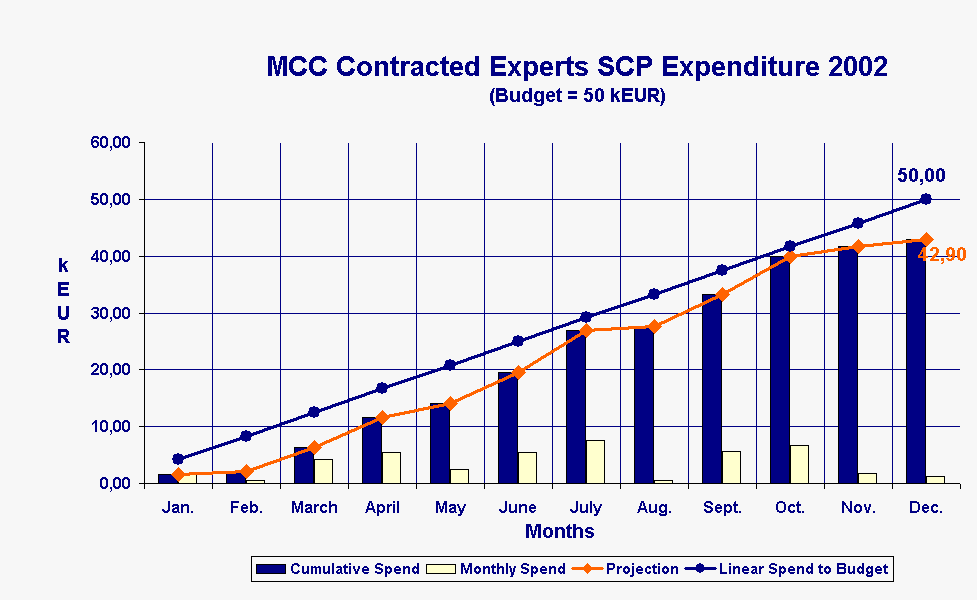 MCC Contracted Experts SCP Expenditure 2002
(Budget = 50 kEUR)
60,00
50,00
40,00
30,00
20,00
10,00
0,00
k
E
U
R
50,00
42,90
Jan. Feb. March April May June July Aug. Sept. Oct. Nov. Dec.
Months
Cumulative Spend Monthly Spend Projection Linear Spend to Budget